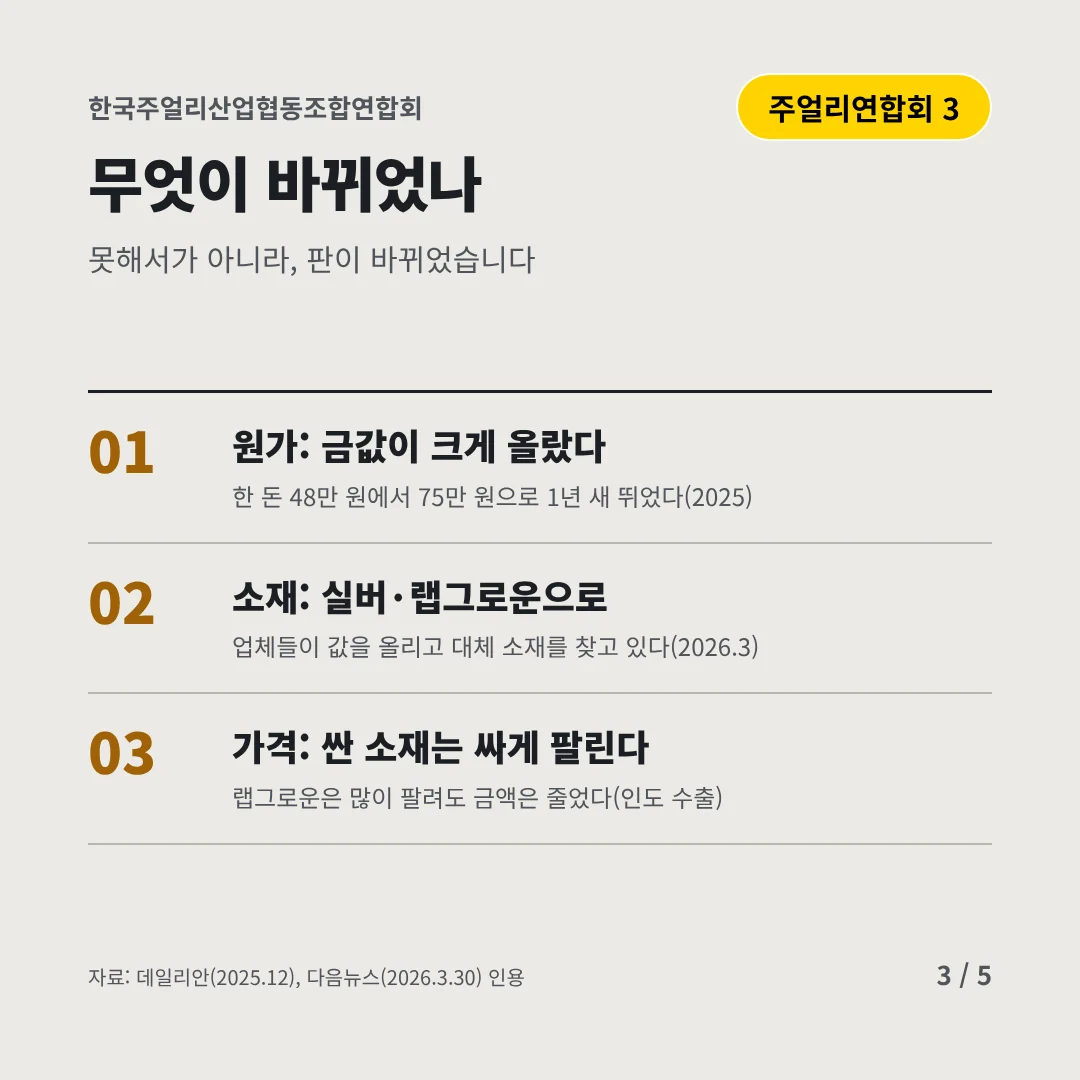 한국주얼리산업협동조합연합회
주얼리연합회 3
무엇이 바뀌었나
못해서가 아니라, 판이 바뀌었습니다
01
원가: 금값이 크게 올랐다
한 돈 48만 원에서 75만 원으로 1년 새 뛰었다(2025)
02
소재: 실버·랩그로운으로
업체들이 값을 올리고 대체 소재를 찾고 있다(2026.3)
03
가격: 싼 소재는 싸게 팔린다
랩그로운은 많이 팔려도 금액은 줄었다(인도 수출)
자료: 데일리안(2025.12), 다음뉴스(2026.3.30) 인용
3 / 5